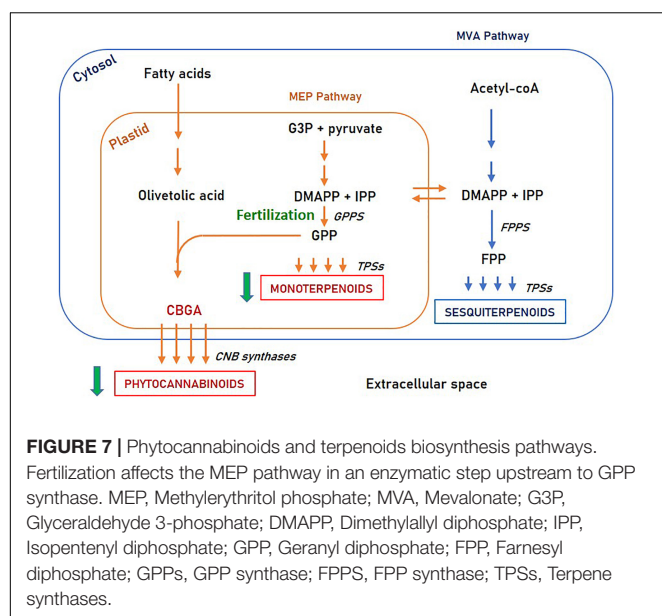 MVA Pathway
Cytosol
Fatty acids
Acetyl-coA
MEP Pathway
Plastid
G3P + pyruvate
Olivetolic acid
DMAPP + IPP
DMAPP + IPP
Fertilization
GPPS
FPPS
GPP
FPP
TPSs
TPSs
MONOTERPENOIDS
CBGA
SESQUITERPENOIDS
CNB synthases
PHYTOCANNABINOIDS
Extracellular space
FIGURE 7 | Phytocannabinoids and terpenoids biosynthesis pathways.
Fertilization affects the MEP pathway in an enzymatic step upstream to GPP
synthase. MEP, Methylerythritol phosphate; MVA, Mevalonate; G3P,
Glyceraldehyde 3-phosphate; DMAPP, Dimethylallyl diphosphate; IPP,
Isopentenyl diphosphate; GPP, Geranyl diphosphate; FPP, Farnesyl
diphosphate; GPPs, GPP synthase; FPPS, FPP synthase; TPSs, Terpene
synthases.